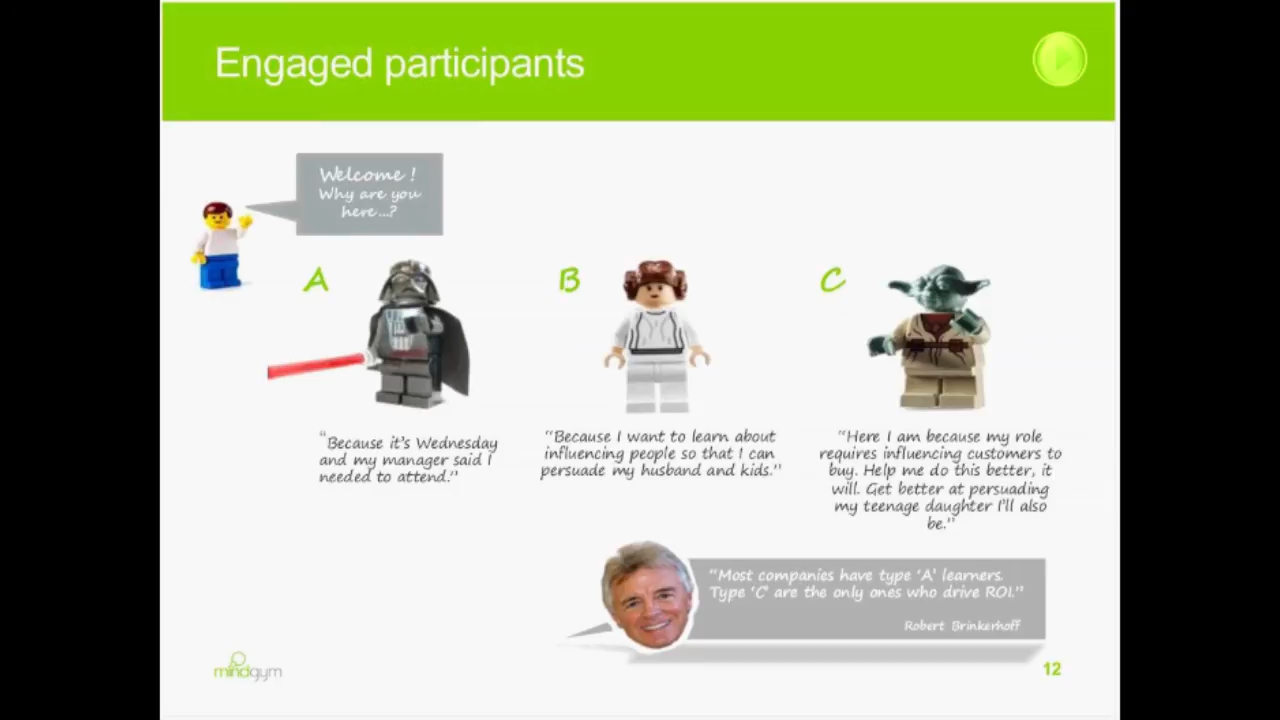 Engaged participants
Welcome !
Why are you
here...?
A
B
C
"Because it's Wednesday
and my manager said I
needed to attend."
"Because I want to learn about
influencing people so that I can
persuade my husband and kids."
"Here I am because my role
requires influencing customers to
buy. Help me do this better, it
will. Get better at persuading
my teenage daughter I'll also
be."
"Most companies have type 'A' learners.
Type 'C' are the only ones who drive ROI."
Robert Brinkerhoff
mindgym
12